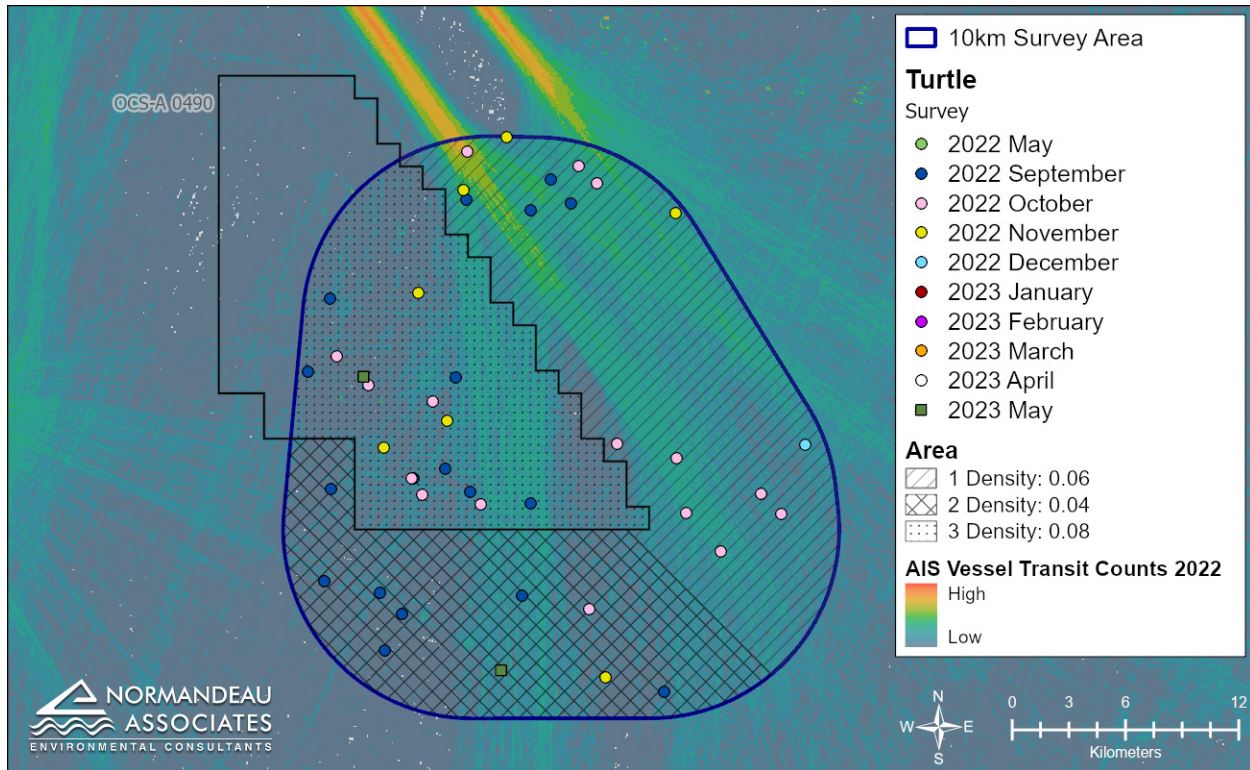 OCS-A 0490
10km Survey Area
Turtle
Survey
2022 May
2022 September
2022 October
2022 November
2022 December
2023 January
2023 February
2023 March
2023 April
2023 May
Area
1 Density: 0.06
2 Density: 0.04
3 Density: 0.08
AIS Vessel Transit Counts 2022
High
Low
NORMANDEAU
ASSOCIATES
ENVIRONMENTAL CONSULTANTS
N
W E
S
0 3 6 12
Kilometers